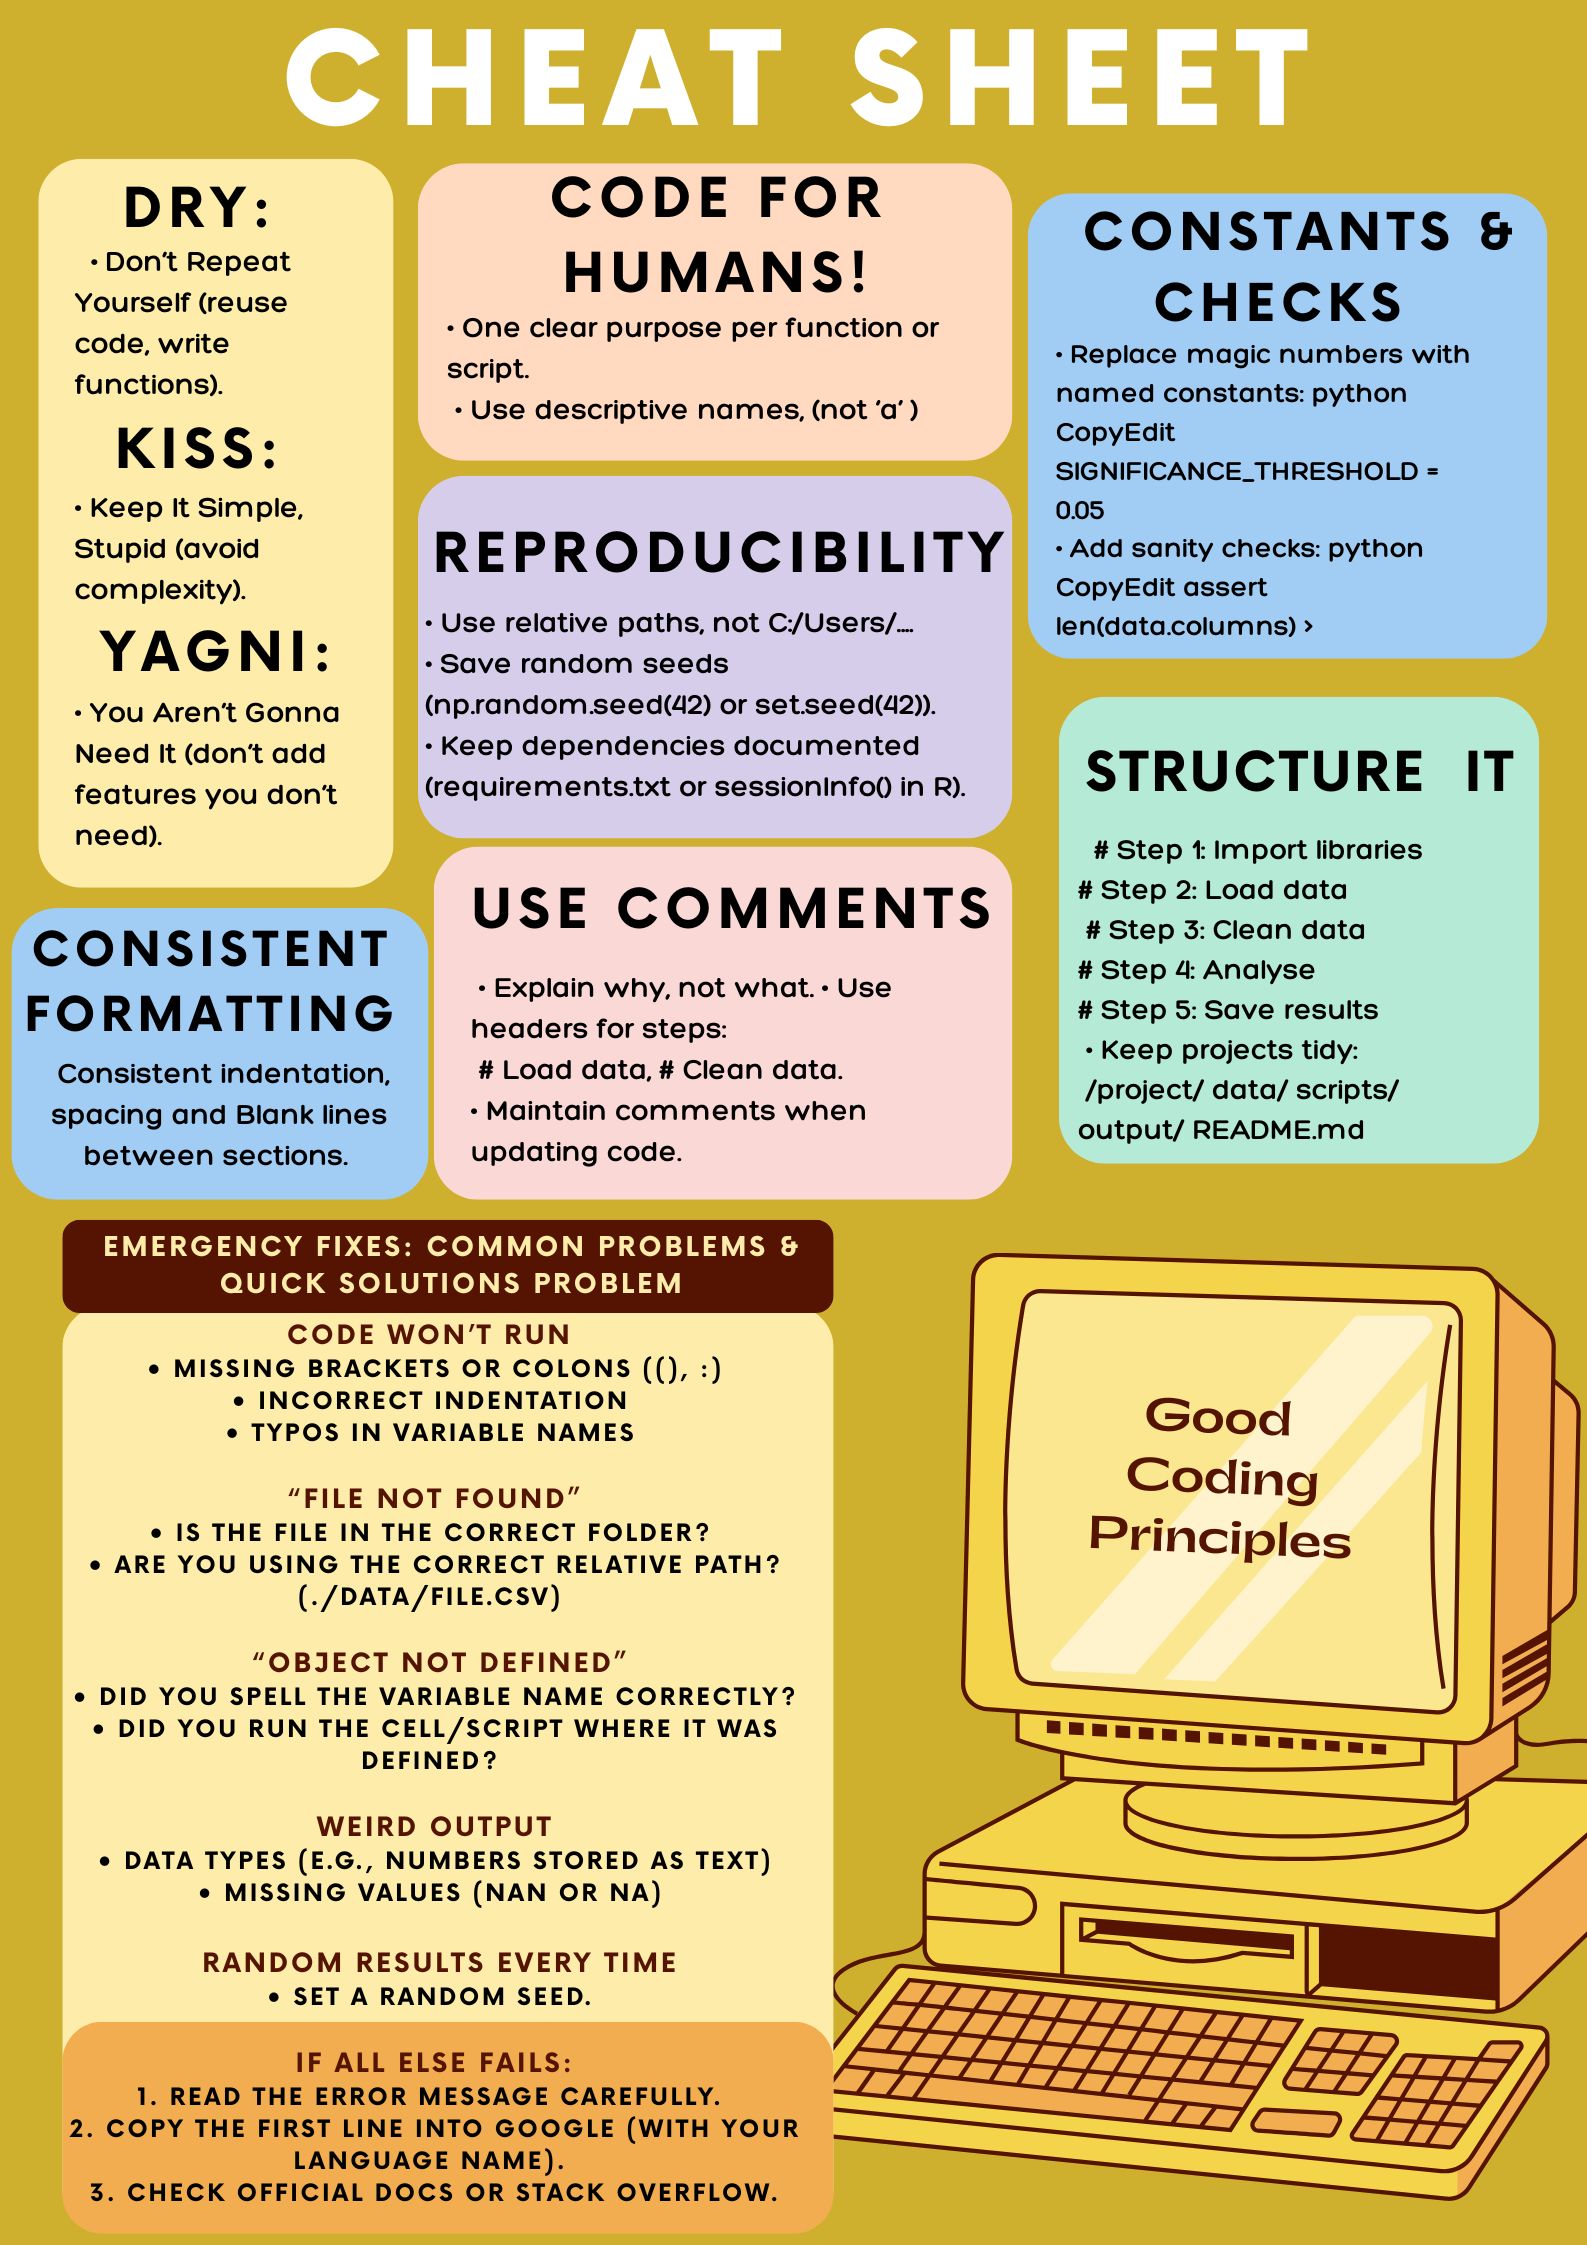 CHEAT SHEET
DRY:
• Don't Repeat
Yourself (reuse
code, write
functions).
KISS:
• Keep It Simple,
Stupid (avoid
complexity).
YAGNI:
• You Aren't Gonna
Need It (don't add
features you don't
need).
CODE FOR
HUMANS!
• One clear purpose per function or
script.
• Use descriptive names, (not ‘a’ )
CONSTANTS &
CHECKS
• Replace magic numbers with
named constants: python
CopyEdit
SIGNIFICANCE_THRESHOLD =
0.05
• Add sanity checks: python
CopyEdit assert
len(data.columns) >
REPRODUCIBILITY
• Use relative paths, not C:/Users/....
• Save random seeds
(np.random.seed(42) or set.seed(42)).
• Keep dependencies documented
(requirements.txt or sessionInfo() in R).
STRUCTURE IT
# Step 1: Import libraries
# Step 2: Load data
# Step 3: Clean data
# Step 4: Analyse
# Step 5: Save results
• Keep projects tidy:
/project/ data/ scripts/
output/ README.md
CONSISTENT
FORMATTING
Consistent indentation,
spacing and Blank lines
between sections.
USE COMMENTS
• Explain why, not what. • Use
headers for steps:
# Load data, # Clean data.
• Maintain comments when
updating code.
EMERGENCY FIXES: COMMON PROBLEMS &
QUICK SOLUTIONS PROBLEM
CODE WON'T RUN
• MISSING BRACKETS OR COLONS ((), :)
• INCORRECT INDENTATION
• TYPOS IN VARIABLE NAMES
“FILE NOT FOUND”
• IS THE FILE IN THE CORRECT FOLDER?
• ARE YOU USING THE CORRECT RELATIVE PATH?
(./DATA/FILE.CSV)
“OBJECT NOT DEFINED”
• DID YOU SPELL THE VARIABLE NAME CORRECTLY?
• DID YOU RUN THE CELL/SCRIPT WHERE IT WAS
DEFINED?
WEIRD OUTPUT
• DATA TYPES (E.G., NUMBERS STORED AS TEXT)
• MISSING VALUES (NAN OR NA)
RANDOM RESULTS EVERY TIME
• SET A RANDOM SEED.
IF ALL ELSE FAILS:
1. READ THE ERROR MESSAGE CAREFULLY.
2. COPY THE FIRST LINE INTO GOOGLE (WITH YOUR
LANGUAGE NAME).
3. CHECK OFFICIAL DOCS OR STACK OVERFLOW.
Good
Coding
Principles